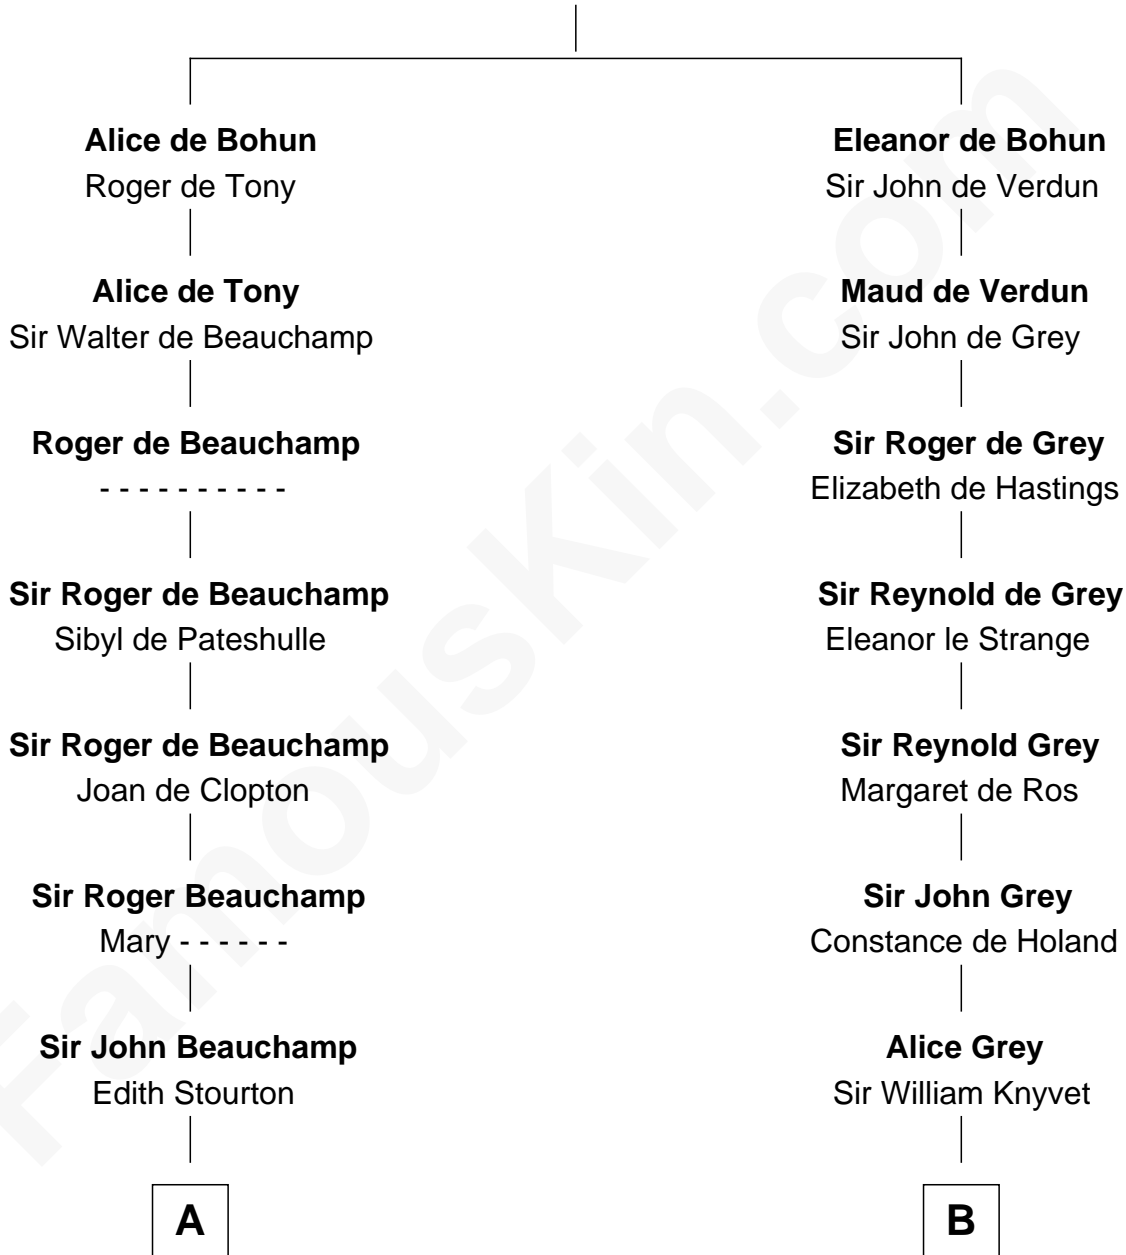 Alice de Bohun
Roger de Tony
Alice de Tony
Sir Walter de Beauchamp
Roger de Beauchamp
- - - - - - - - - -
Sir Roger de Beauchamp
Sibyl de Pateshulle
Sir Roger de Beauchamp
Joan de Clopton
Sir Roger Beauchamp
Mary - - - - - -
Sir John Beauchamp
Edith Stourton
A
Eleanor de Bohun
Sir John de Verdun
Maud de Verdun
Sir John de Grey
Sir Roger de Grey
Elizabeth de Hastings
Sir Reynold de Grey
Eleanor le Strange
Sir Reynold Grey
Margaret de Ros
Sir John Grey
Constance de Holand
Alice Grey
Sir William Knyvet
B
FamousKin.com